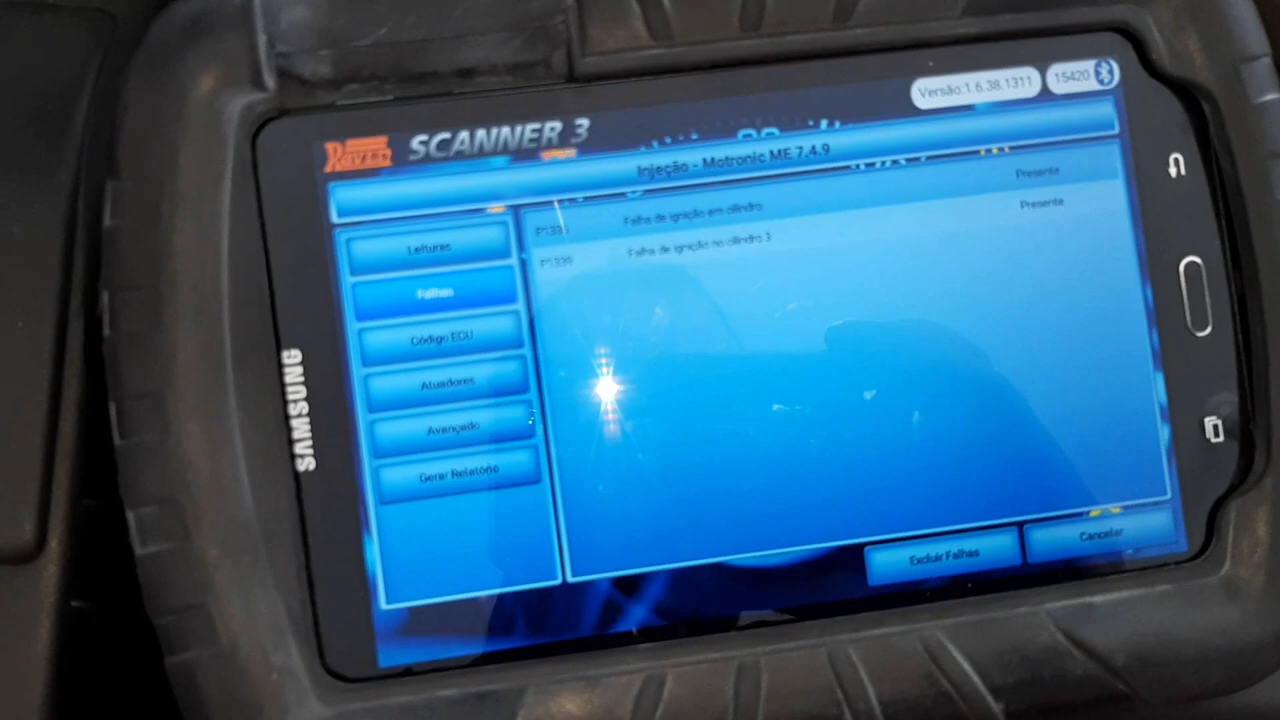 Versão:1.6.38.1311
15420
Raven SCANNER 3
Injeção - Motronic ME 7.4.9
Falha de ignição em cilindro Presente
P1339 Falha de ignição no cilindro 3 Presente
Leituras
Falhas
Código ECU
Atuadores
Avançado
Gerar Relatório
Excluir Falhas
Cancelar
SAMSUNG